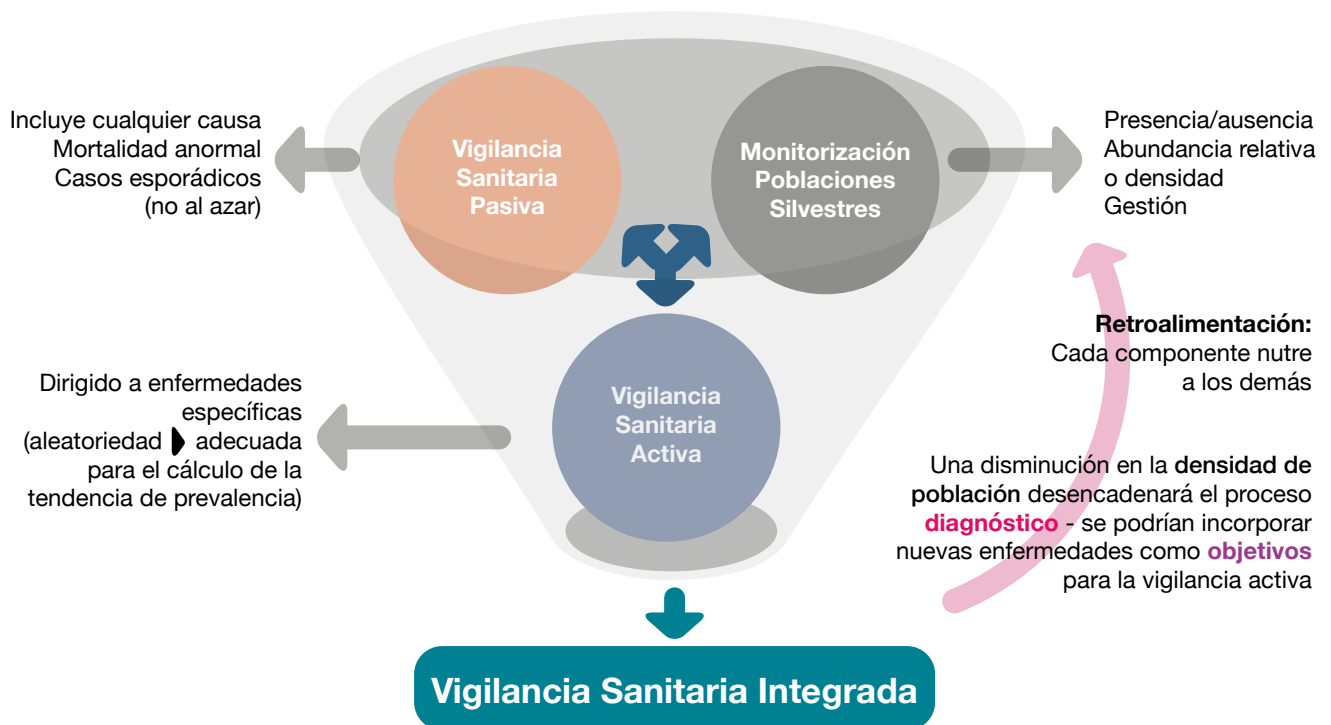 Incluye cualquier causa
Mortalidad anormal
Casos esporádicos
(no al azar)
Vigilancia
Sanitaria
Pasiva
Monitorización
Poblaciones
Silvestres
Presencia/ausencia
Abundancia relativa
o densidad
Gestión
Retroalimentación:
Cada componente nutre
a los demás
Dirigido a enfermedades
específicas
(aleatoriedad adecuada
para el cálculo de la
tendencia de prevalencia)
Vigilancia
Sanitaria
Activa
Una disminución en la densidad de
población desencadenará el proceso
diagnóstico - se podrían incorporar
nuevas enfermedades como objetivos
para la vigilancia activa
Vigilancia Sanitaria Integrada